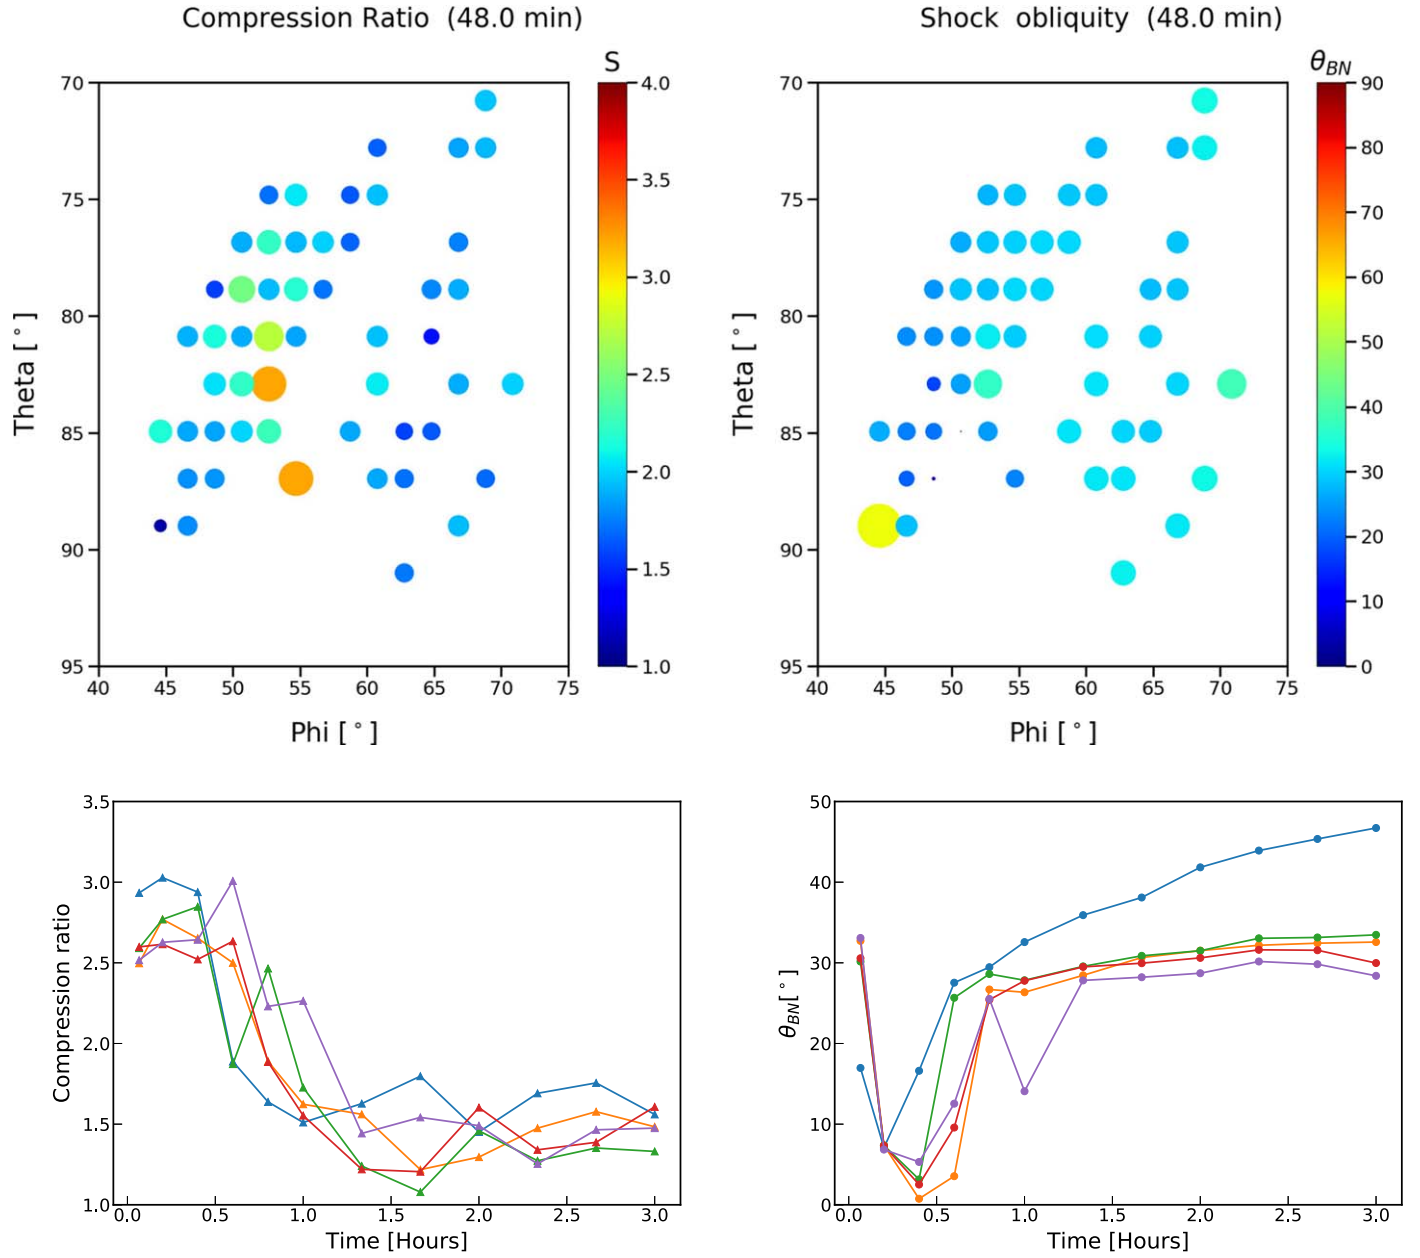 Compression Ratio (48.0 min)
S
4.0
3.5
3.0
2.5
2.0
1.5
1.0
70
75
80
85
90
95
40 45 50 55 60 65 70 75
Theta [°]
Phi [°]
Shock obliquity (48.0 min)
θBN
90
80
70
60
50
40
30
20
10
0
70
75
80
85
90
95
40 45 50 55 60 65 70 75
Theta [°]
Phi [°]
3.5
3.0
2.5
2.0
1.5
1.0
0.0 0.5 1.0 1.5 2.0 2.5 3.0
Compression ratio
Time [Hours]
50
40
30
20
10
0
0.0 0.5 1.0 1.5 2.0 2.5 3.0
θBN[°]
Time [Hours]